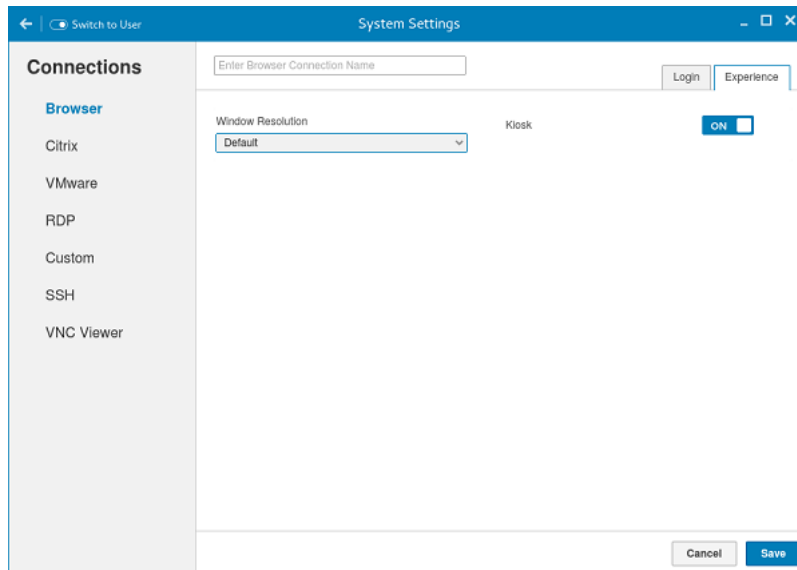 Switch to User
System Settings
Connections
Browser
Citrix
VMware
RDP
Custom
SSH
VNC Viewer
Enter Browser Connection Name
Login
Experience
Window Resolution
Default
Kiosk
ON
Cancel
Save